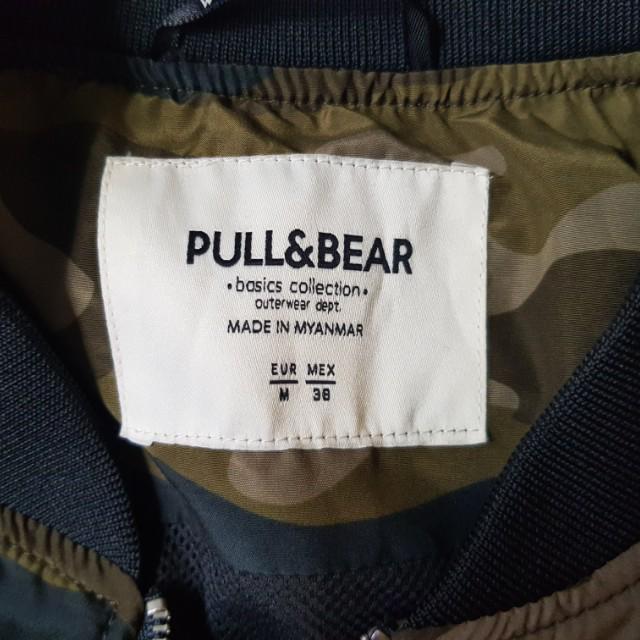 PULL&BEAR
•basics collection•
outerwear dept.
MADE IN MYANMAR
EUR MEX
M 38